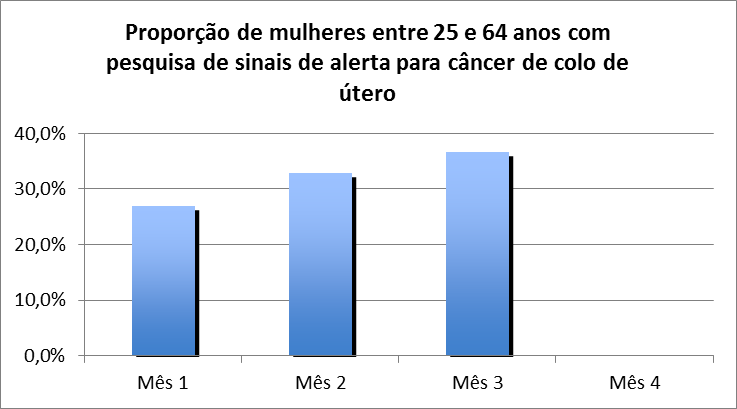 Proporção de mulheres entre 25 e 64 anos com
pesquisa de sinais de alerta para câncer de colo de
útero
40,0%
30,0%
20,0%
10,0%
0,0%
Mês 1 Mês 2 Mês 3 Mês 4